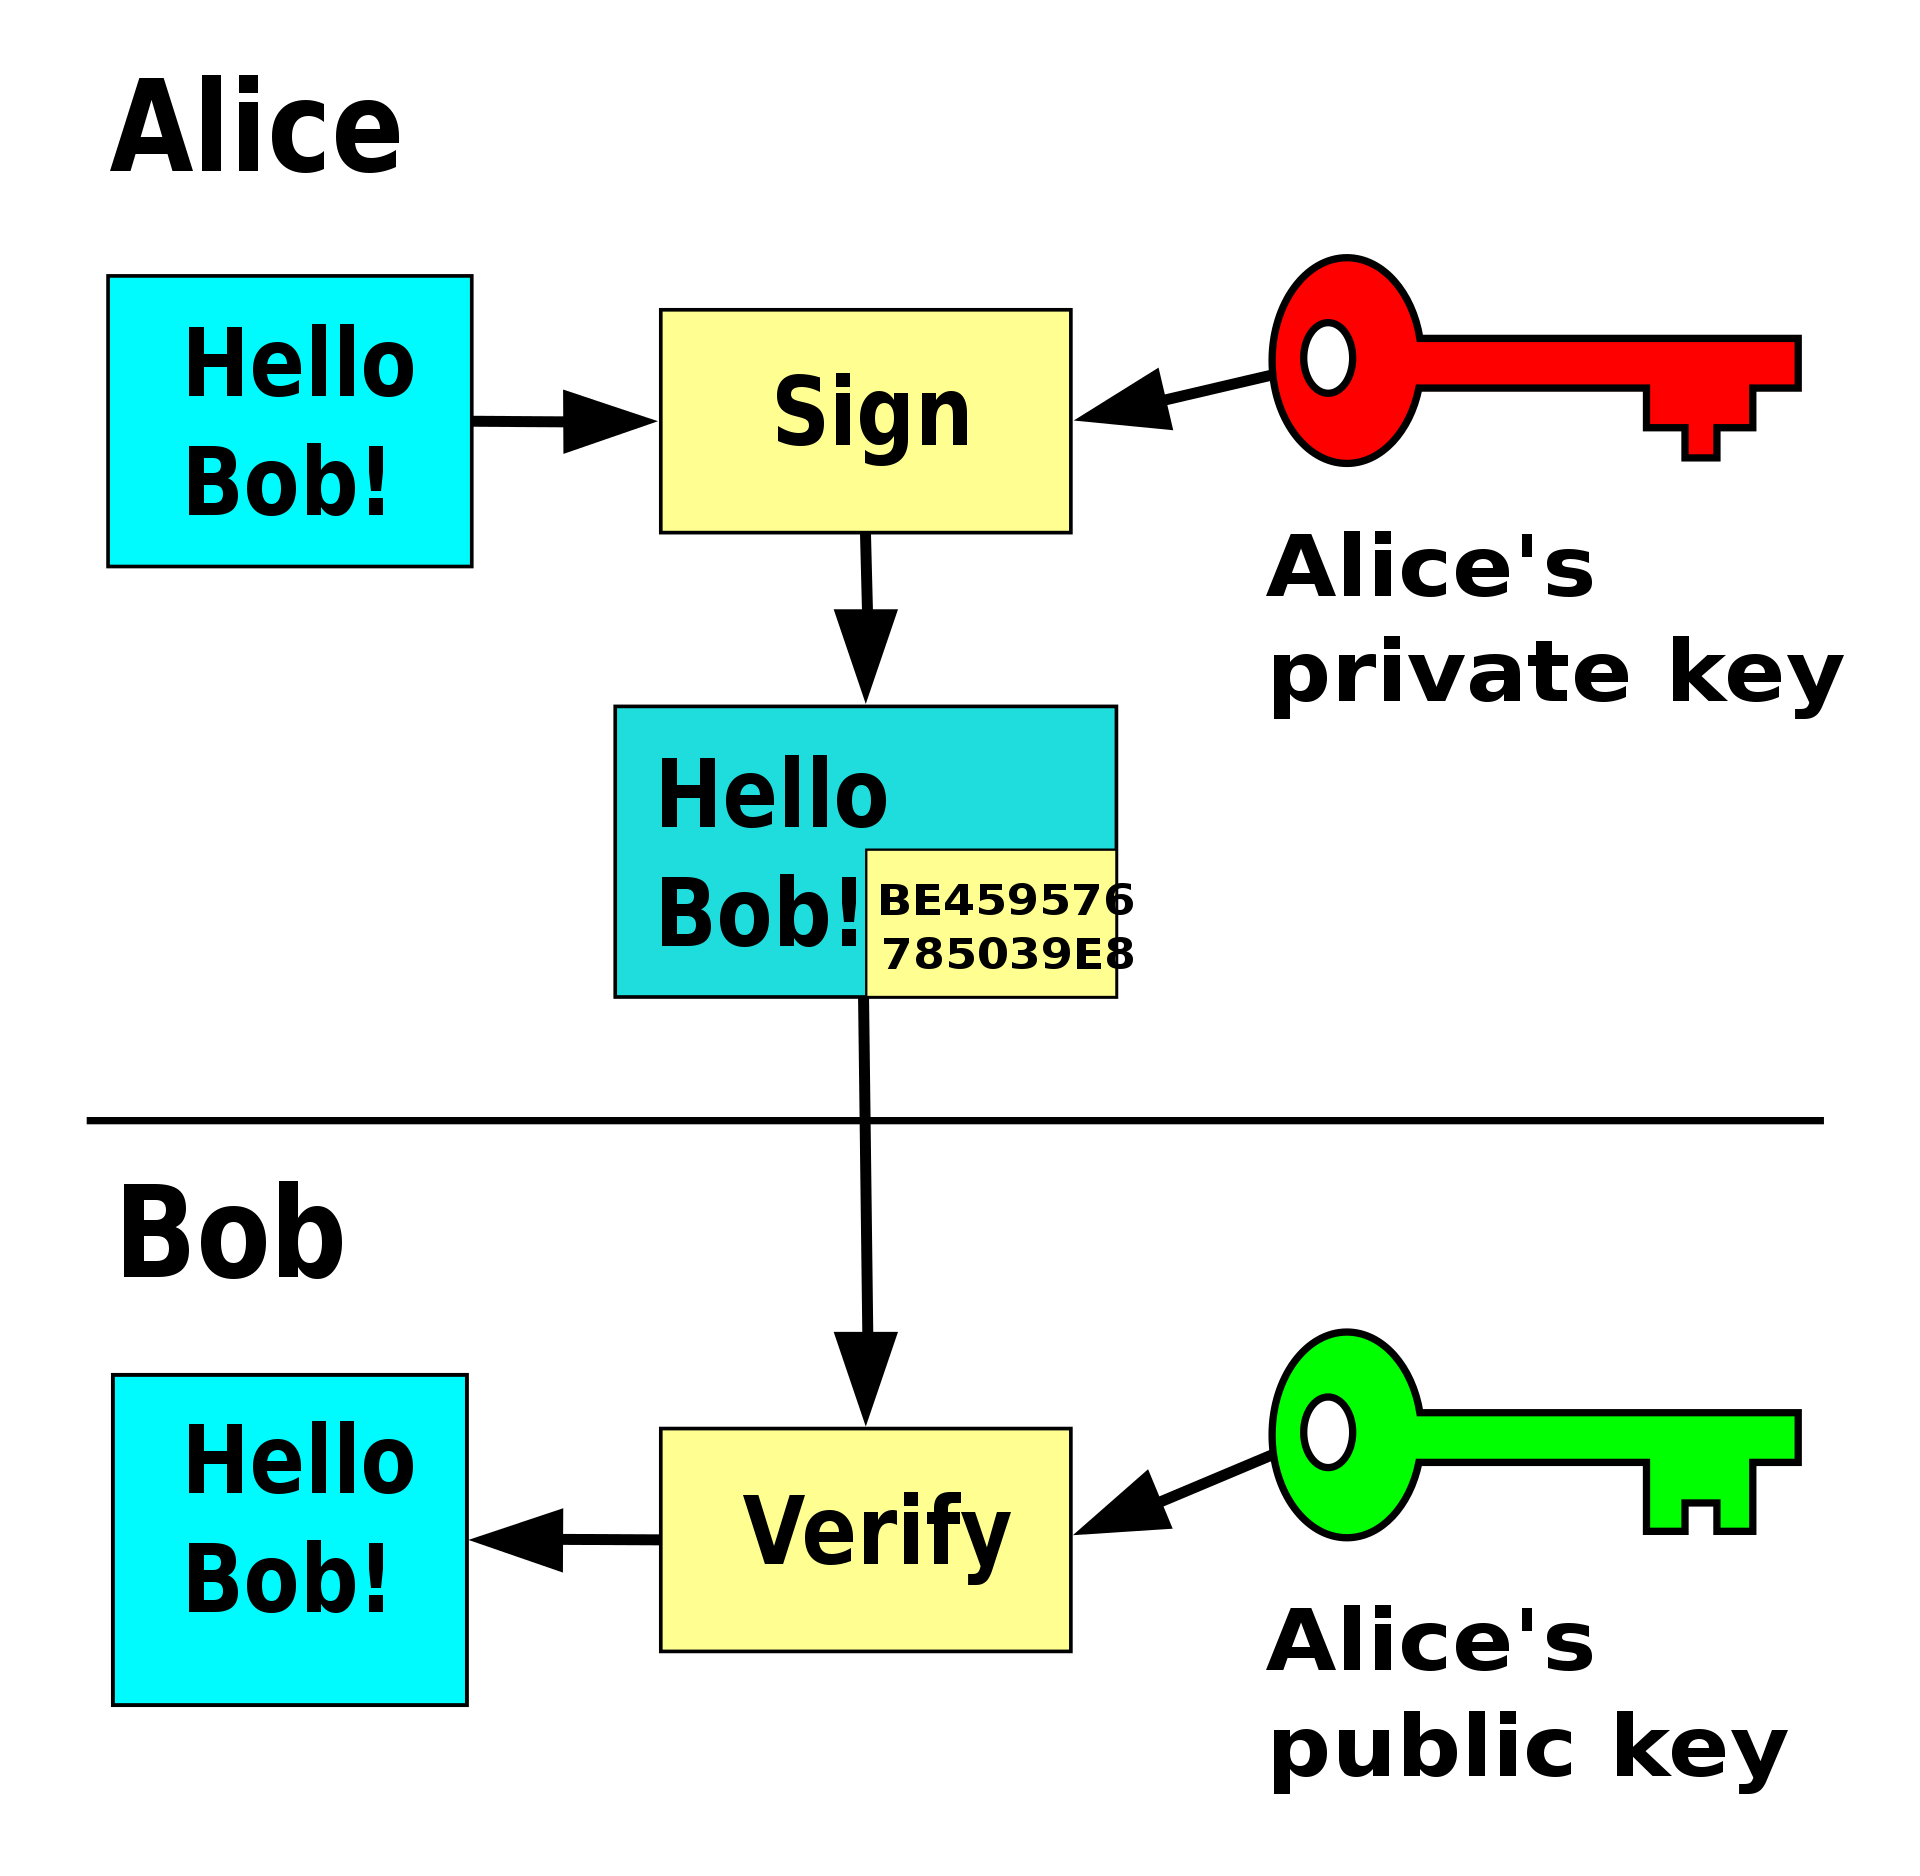 Alice
Hello
Bob!
Sign
Alice's
private key
Hello
Bob!
BE459576
785039E8
Bob
Hello
Bob!
Verify
Alice's
public key